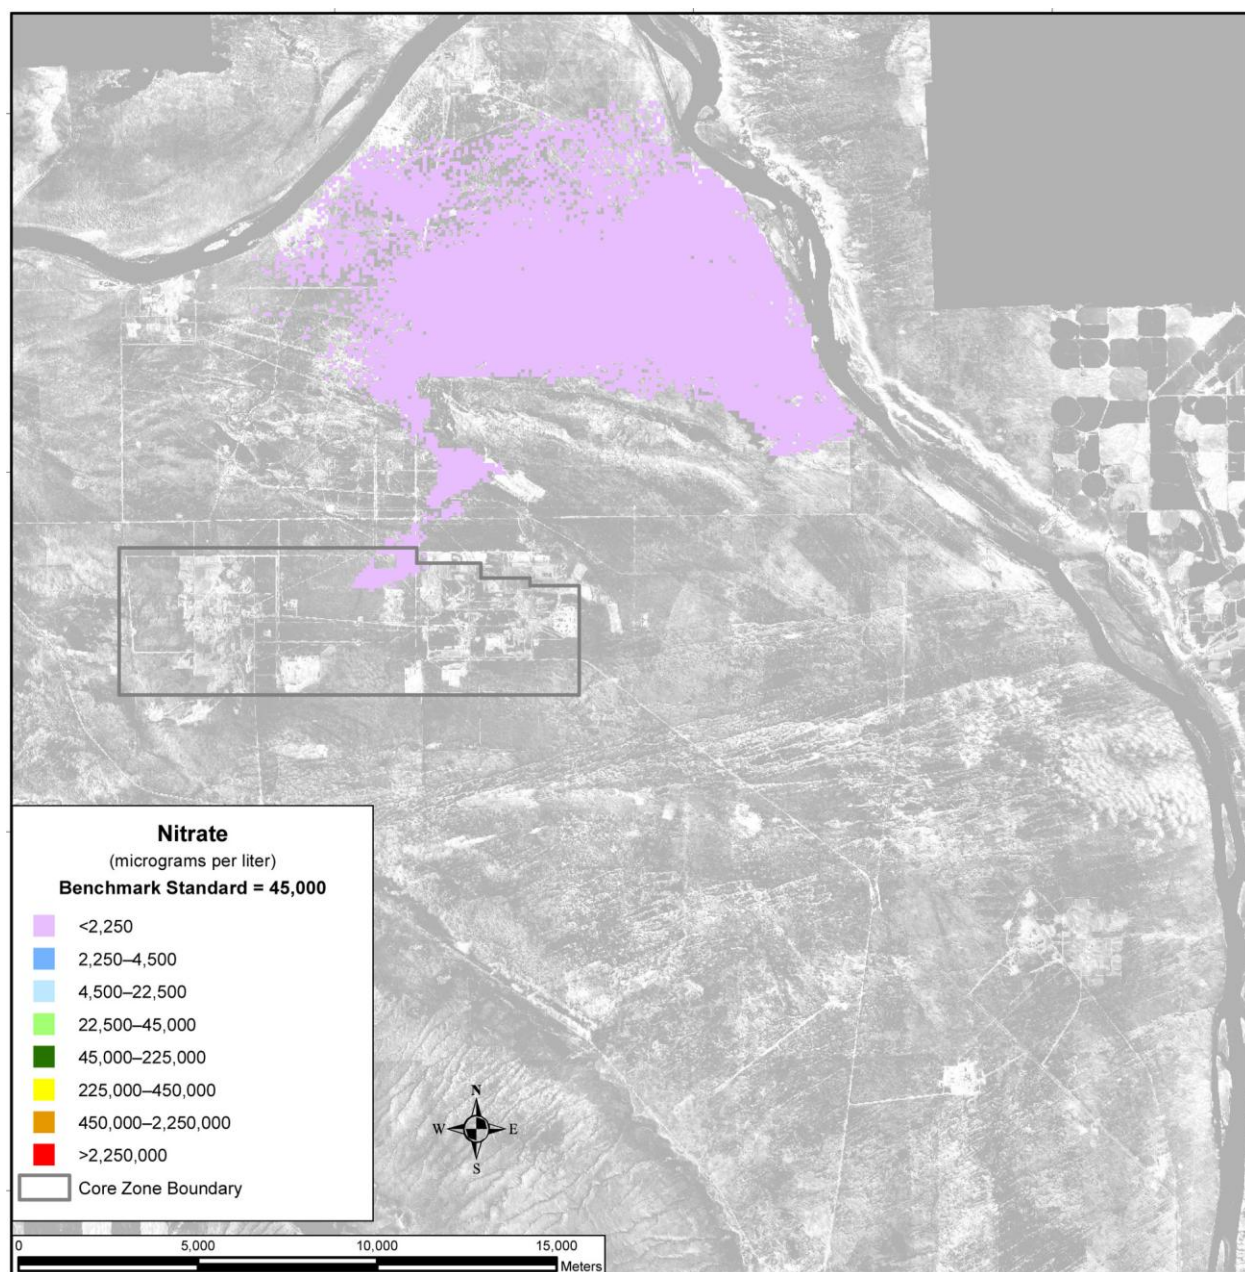 Nitrate
(micrograms per liter)
Benchmark Standard = 45,000
<2,250
2,250–4,500
4,500–22,500
22,500–45,000
45,000–225,000
225,000–450,000
450,000–2,250,000
>2,250,000
Core Zone Boundary
N
W E
S
0 5,000 10,000 15,000
Meters